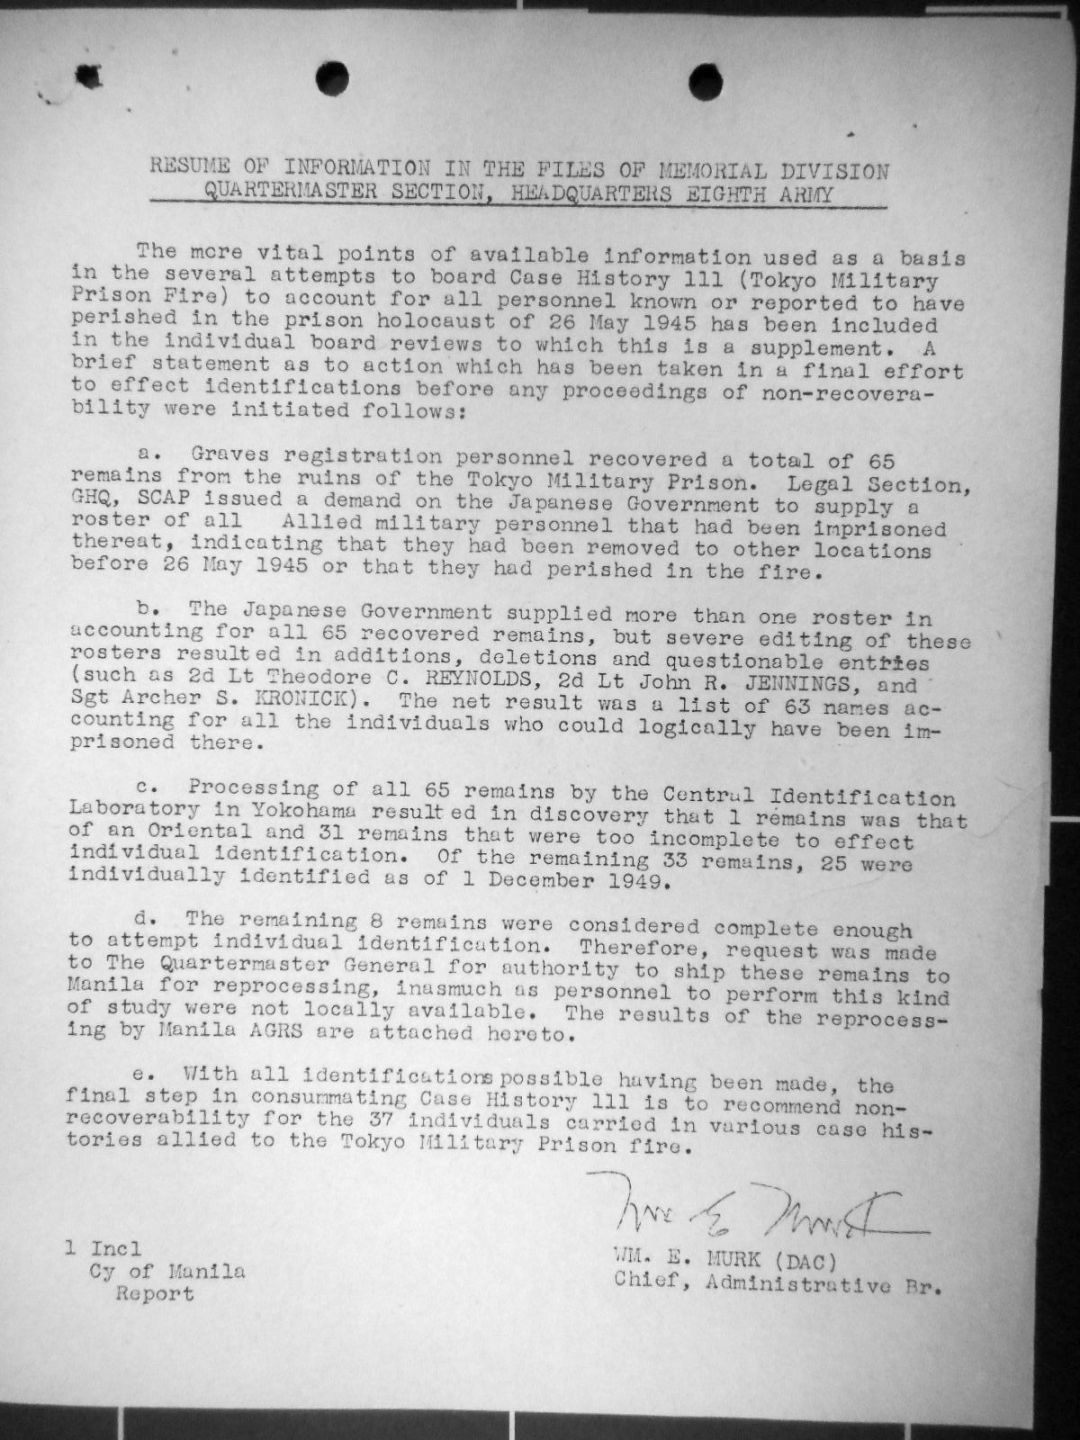 RESUME OF INFORMATION IN THE FILES OF MEMORIAL DIVISION
QUARTERMASTER SECTION, HEADQUARTERS EIGHTH ARMY
The more vital points of available information used as a basis
in the several attempts to board Case History 111 (Tokyo Military
Prison Fire) to account for all personnel known or reported to have
perished in the prison holocaust of 26 May 1945 has been included
in the individual board reviews to which this is a supplement. A
brief statement as to action which has been taken in a final effort
to effect identifications before any proceedings of non-recovera-
bility were initiated follows:
a. Graves registration personnel recovered a total of 65
remains from the ruins of the Tokyo Military Prison. Legal Section,
GHQ, SCAP issued a demand on the Japanese Government to supply a
roster of all Allied military personnel that had been imprisoned
thereat, indicating that they had been removed to other locations
before 26 May 1945 or that they had perished in the fire.
b. The Japanese Government supplied more than one roster in
accounting for all 65 recovered remains, but severe editing of these
rosters resulted in additions, deletions and questionable entries
(such as 2d Lt Theodore C. REYNOLDS, 2d Lt John R. JENNINGS, and
Sgt Archer S. KRONICK). The net result was a list of 63 names ac-
counting for all the individuals who could logically have been im-
prisoned there.
c. Processing of all 65 remains by the Central Identification
Laboratory in Yokohama resulted in discovery that 1 remains was that
of an Oriental and 31 remains that were too incomplete to effect
individual identification. Of the remaining 33 remains, 25 were
individually identified as of 1 December 1949.
d. The remaining 8 remains were considered complete enough
to attempt individual identification. Therefore, request was made
to The Quartermaster General for authority to ship these remains to
Manila for reprocessing, inasmuch as personnel to perform this kind
of study were not locally available. The results of the reprocess-
ing by Manila AGRS are attached hereto.
e. With all identifications possible having been made, the
final step in consummating Case History 111 is to recommend non-
recoverability for the 37 individuals carried in various case his-
tories allied to the Tokyo Military Prison fire.
Wm E Murk
1 Incl
Cy of Manila
Report
WM. E. MURK (DAC)
Chief, Administrative Br.